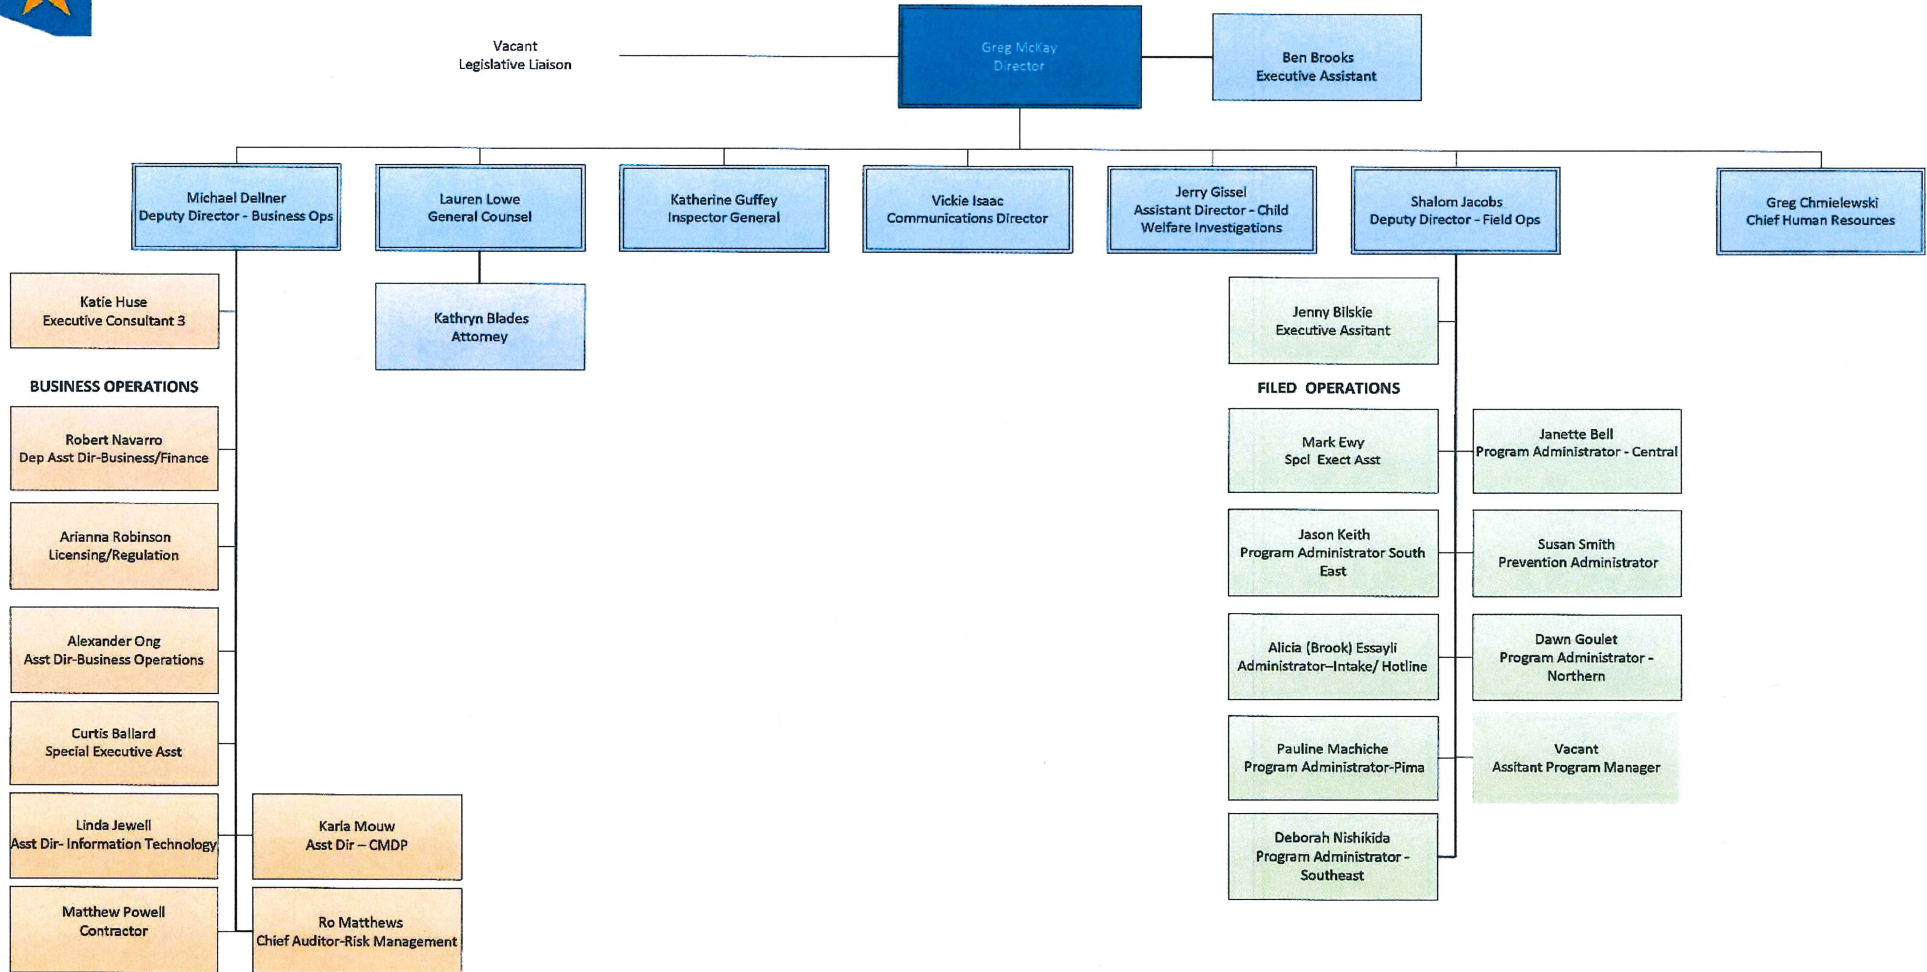 Vacant
Legislative Liaison
Greg McKay
Director
Ben Brooks
Executive Assistant
Michael Dellner
Deputy Director - Business Ops
Lauren Lowe
General Counsel
Katherine Guffey
Inspector General
Vickie Isaac
Communications Director
Jerry Gissel
Assistant Director - Child
Welfare Investigations
Shalom Jacobs
Deputy Director - Field Ops
Greg Chmielewski
Chief Human Resources
Katie Huse
Executive Consultant 3
Kathryn Blades
Attorney
Jenny Bilskie
Executive Assitant
BUSINESS OPERATIONS
Robert Navarro
Dep Asst Dir-Business/Finance
Arianna Robinson
Licensing/Regulation
Alexander Ong
Asst Dir-Business Operations
Curtis Ballard
Special Executive Asst
Linda Jewell
Asst Dir- Information Technology
Karla Mouw
Asst Dir – CMDP
Matthew Powell
Contractor
Ro Matthews
Chief Auditor-Risk Management
FILED OPERATIONS
Mark Ewy
Spcl Exect Asst
Janette Bell
Program Administrator - Central
Jason Keith
Program Administrator South
East
Susan Smith
Prevention Administrator
Alicia (Brook) Essayli
Administrator–Intake/ Hotline
Dawn Goulet
Program Administrator -
Northern
Pauline Machiche
Program Administrator-Pima
Vacant
Assitant Program Manager
Deborah Nishikida
Program Administrator -
Southeast